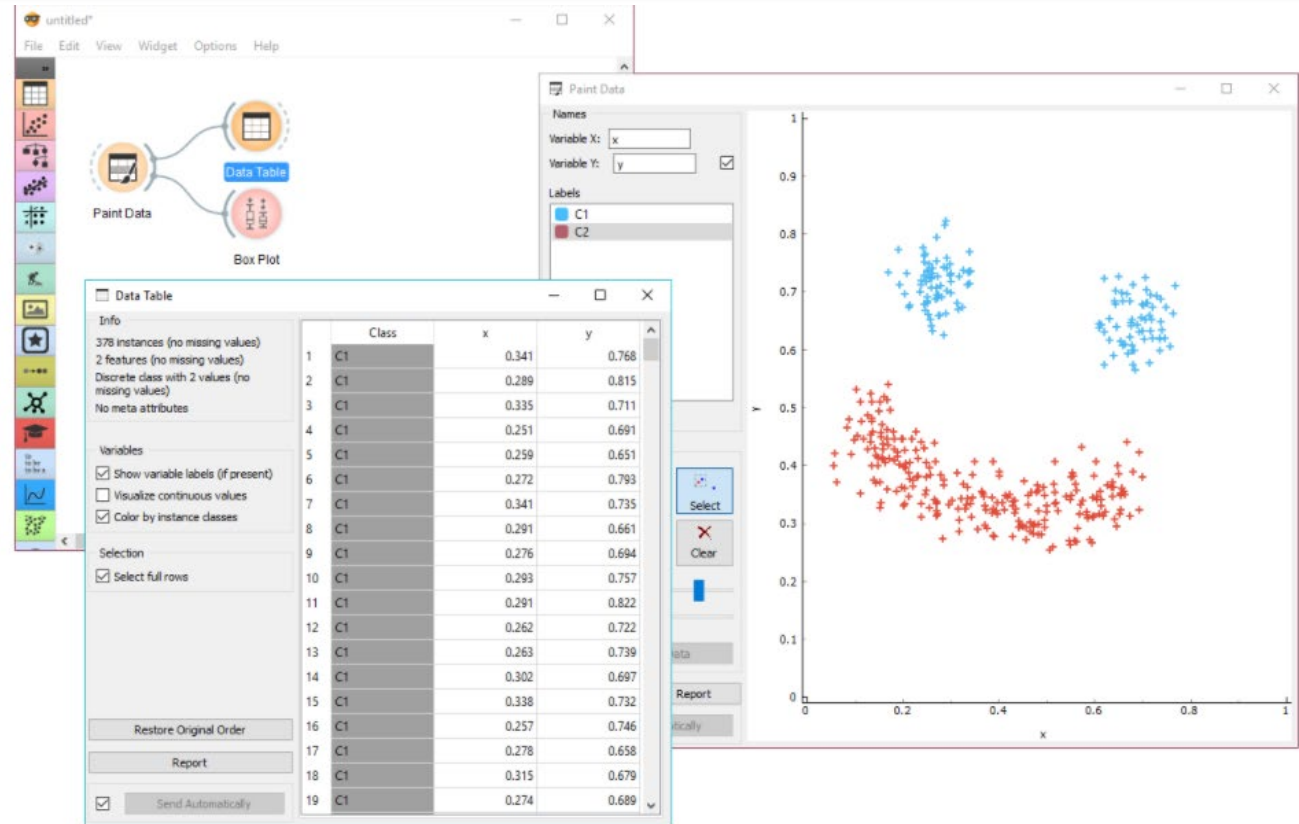 untitled*
File Edit View Widget Options Help
Paint Data
Data Table
Box Plot
Paint Data
Names
Variable X: x
Variable Y: y
Labels
C1
C2
Select
Clear
Report
1
0.9
0.8
0.7
0.6
0.5
0.4
0.3
0.2
0.1
0
y
0 0.2 0.4 0.6 0.8 1
x
Data Table
Info
378 instances (no missing values)
2 features (no missing values)
Discrete class with 2 values (no
missing values)
No meta attributes
Variables
Show variable labels (if present)
Visualize continuous values
Color by instance classes
Selection
Select full rows
Restore Original Order
Report
Send Automatically
Class x y
1 C1 0.341 0.768
2 C1 0.289 0.815
3 C1 0.335 0.711
4 C1 0.251 0.691
5 C1 0.259 0.651
6 C1 0.272 0.793
7 C1 0.341 0.735
8 C1 0.291 0.661
9 C1 0.276 0.694
10 C1 0.293 0.757
11 C1 0.291 0.822
12 C1 0.262 0.722
13 C1 0.263 0.739
14 C1 0.302 0.697
15 C1 0.338 0.732
16 C1 0.257 0.746
17 C1 0.278 0.658
18 C1 0.315 0.679
19 C1 0.274 0.689